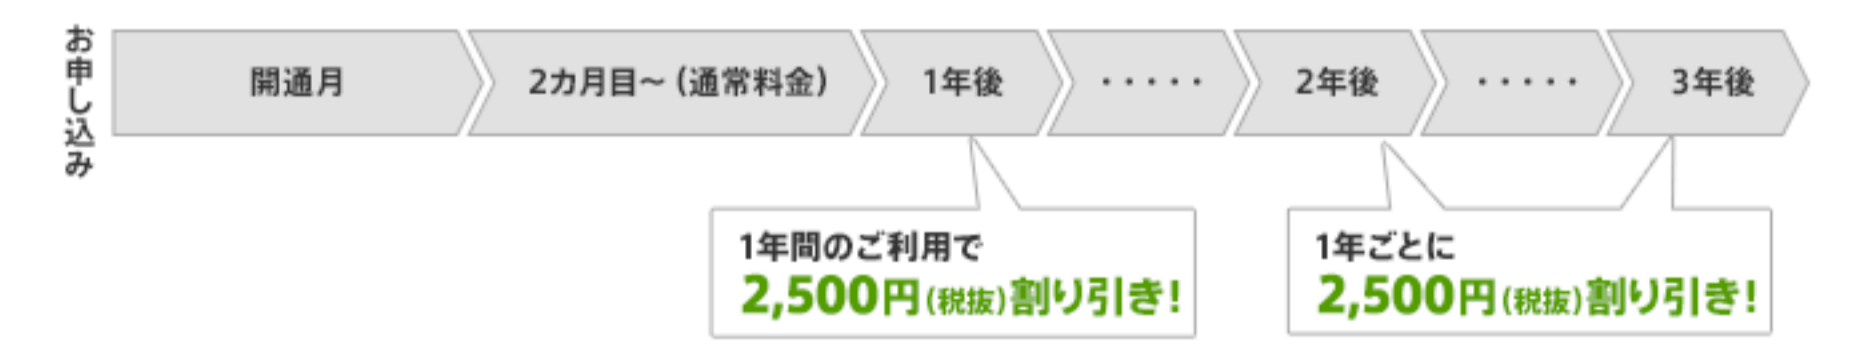 お申し込み
開通月
2カ月目～（通常料金）
1年後
・・・・・
2年後
・・・・・
3年後
1年間のご利用で
2,500円（税抜）割り引き！
1年ごとに
2,500円（税抜）割り引き！